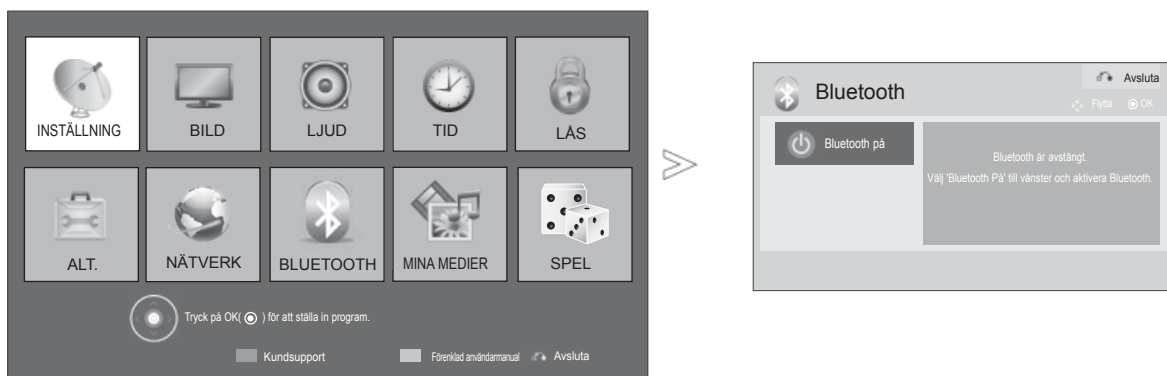 INSTÄLLNING BILD LJUD TID LÅS
ALT. NÄTVERK BLUETOOTH MINA MEDIER SPEL
Tryck på OK( ) för att ställa in program.
Kundsupport Förenklad användarmanual Avsluta
Bluetooth
Avsluta
Flytta OK
Bluetooth på
Bluetooth är avstängt.
Välj 'Bluetooth På' till vänster och aktivera Bluetooth.